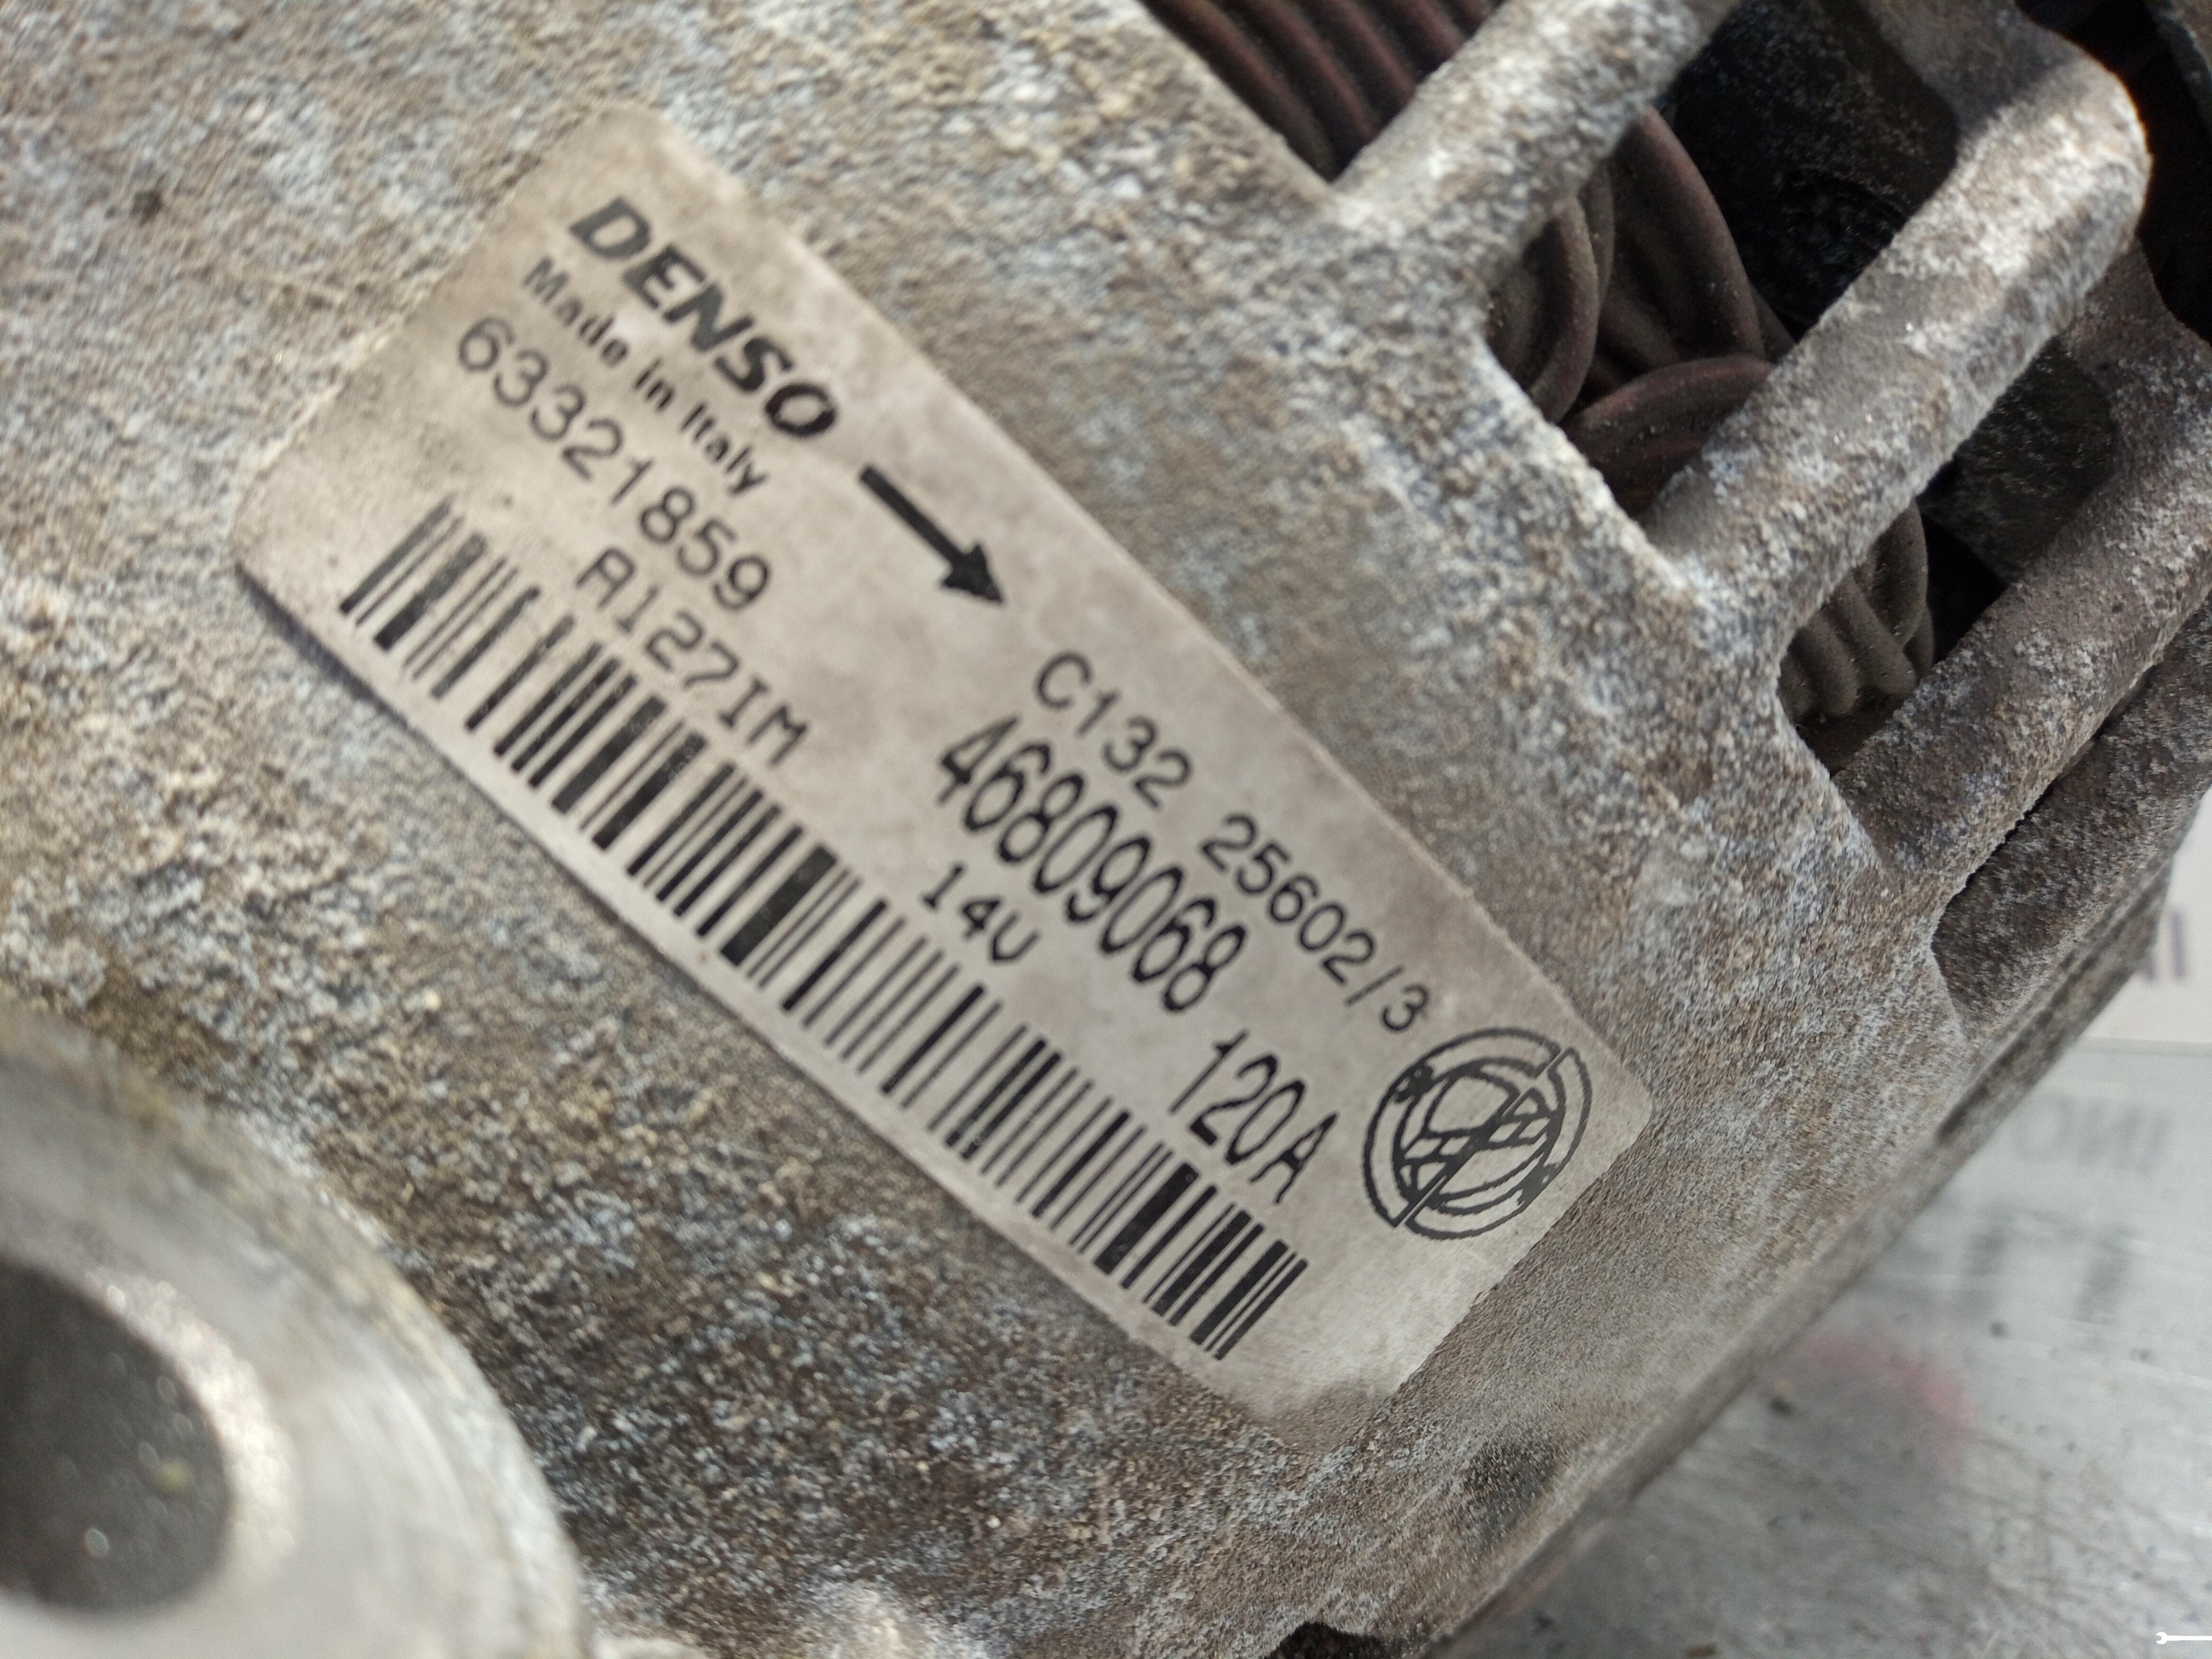 DENSO
Made in Italy
63321859
A127IM
C132 25602/3
46809068
14V
120A